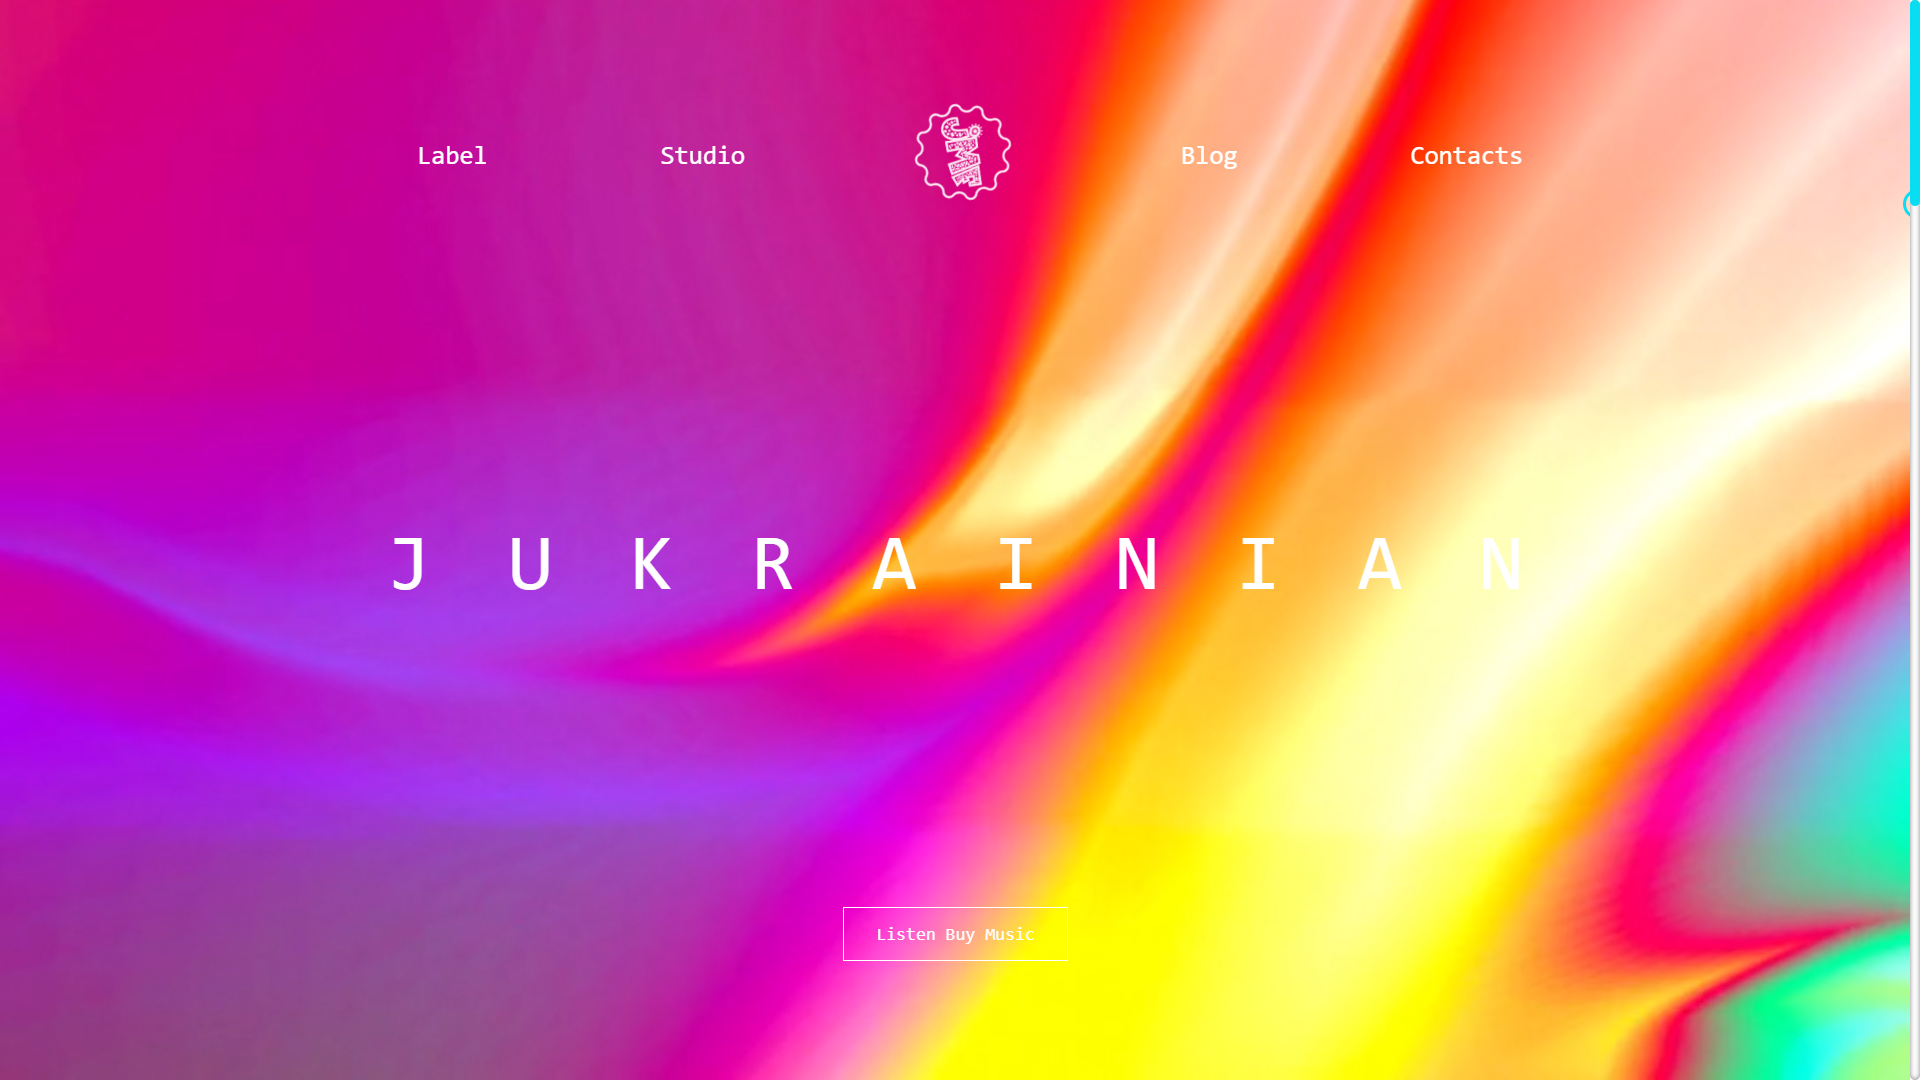 Label
Studio
Blog
Contacts
J U K R A I N I A N
Listen Buy Music